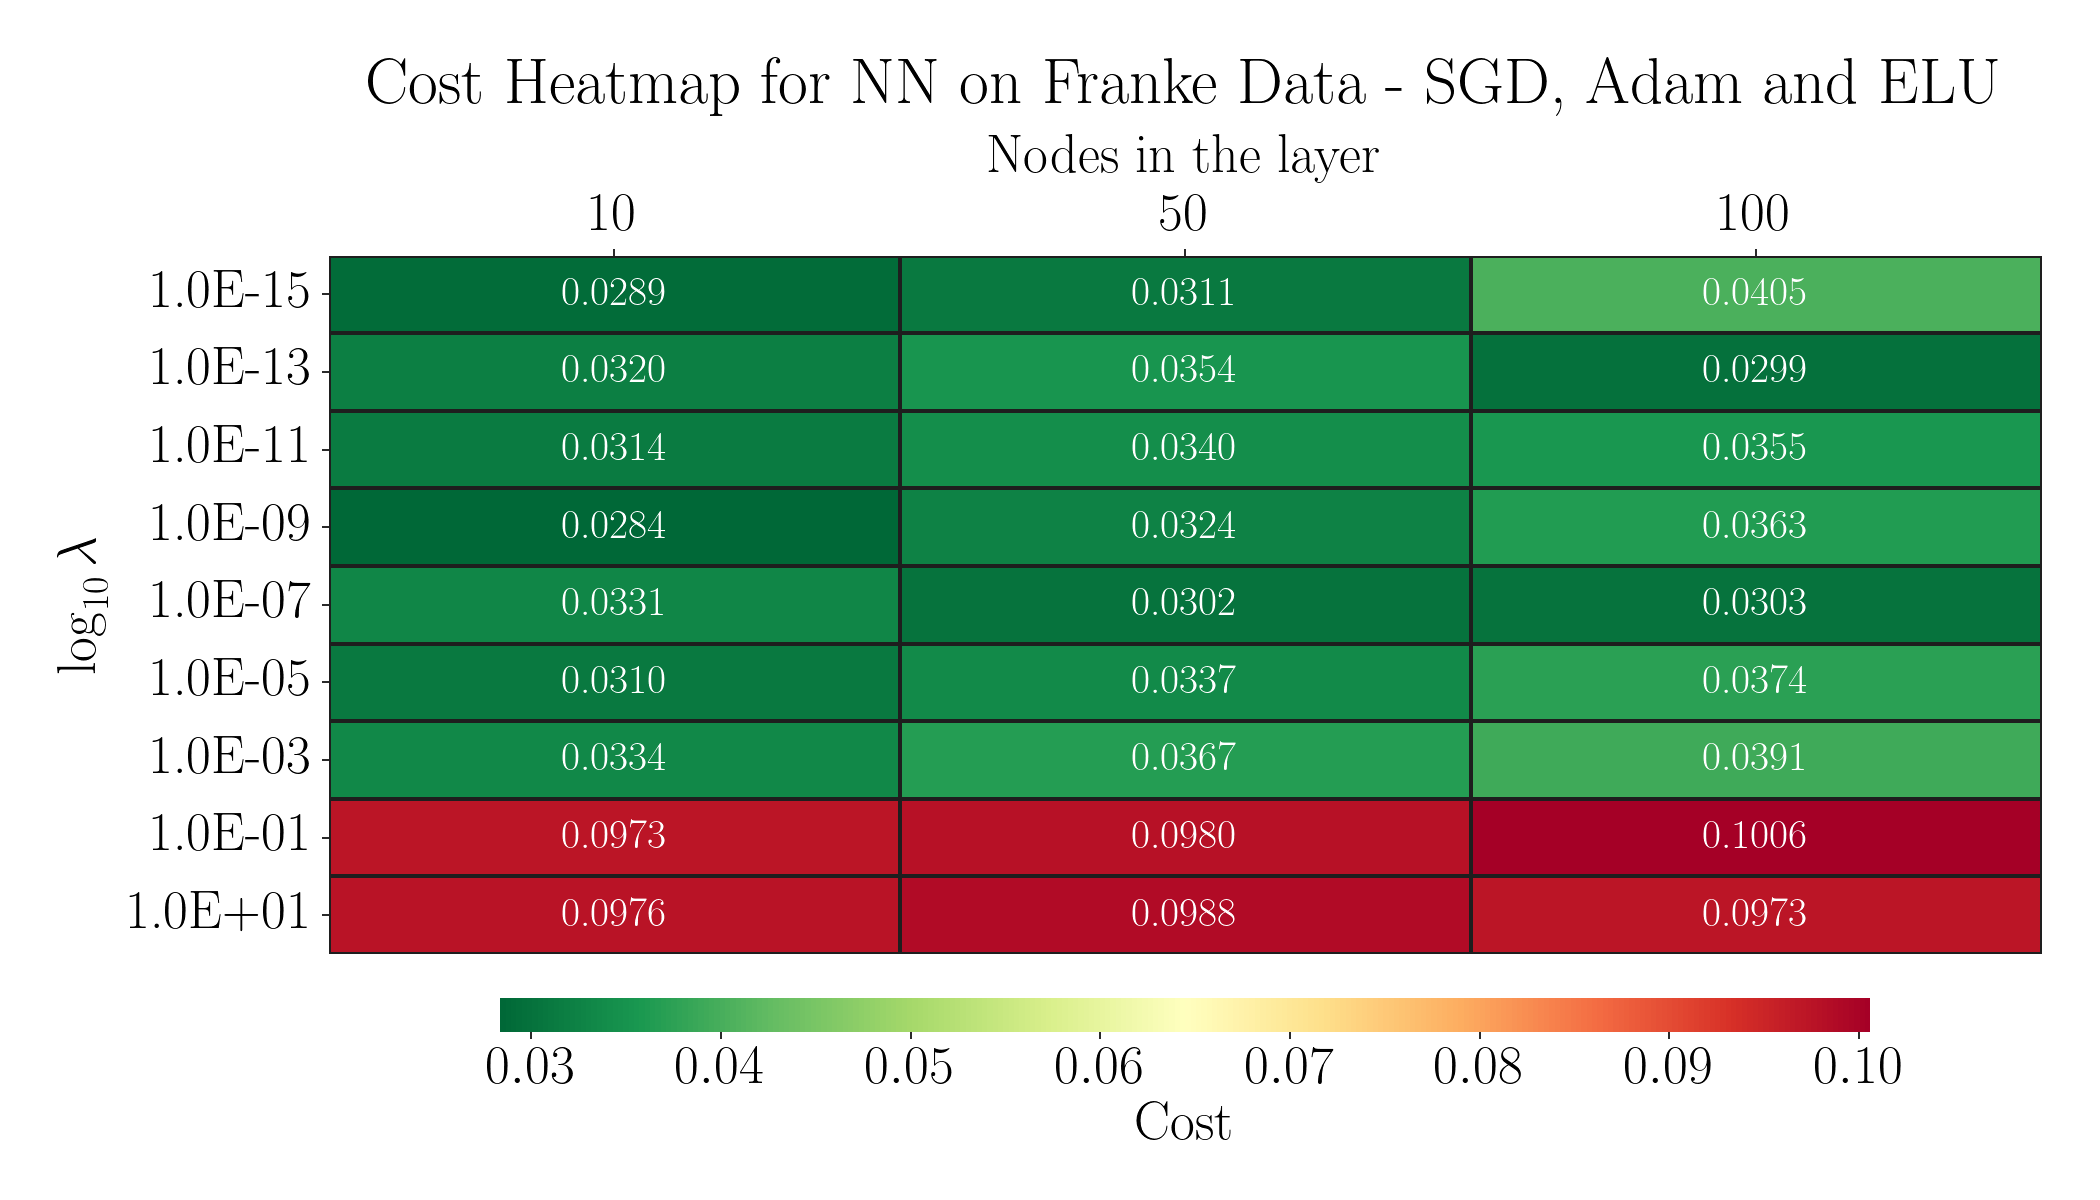 Cost Heatmap for NN on Franke Data - SGD, Adam and ELU
Nodes in the layer
10 50 100
1.0E-15 0.0289 0.0311 0.0405
1.0E-13 0.0320 0.0354 0.0299
1.0E-11 0.0314 0.0340 0.0355
1.0E-09 0.0284 0.0324 0.0363
1.0E-07 0.0331 0.0302 0.0303
1.0E-05 0.0310 0.0337 0.0374
1.0E-03 0.0334 0.0367 0.0391
1.0E-01 0.0973 0.0980 0.1006
1.0E+01 0.0976 0.0988 0.0973
log₁₀ λ
0.03 0.04 0.05 0.06 0.07 0.08 0.09 0.10
Cost